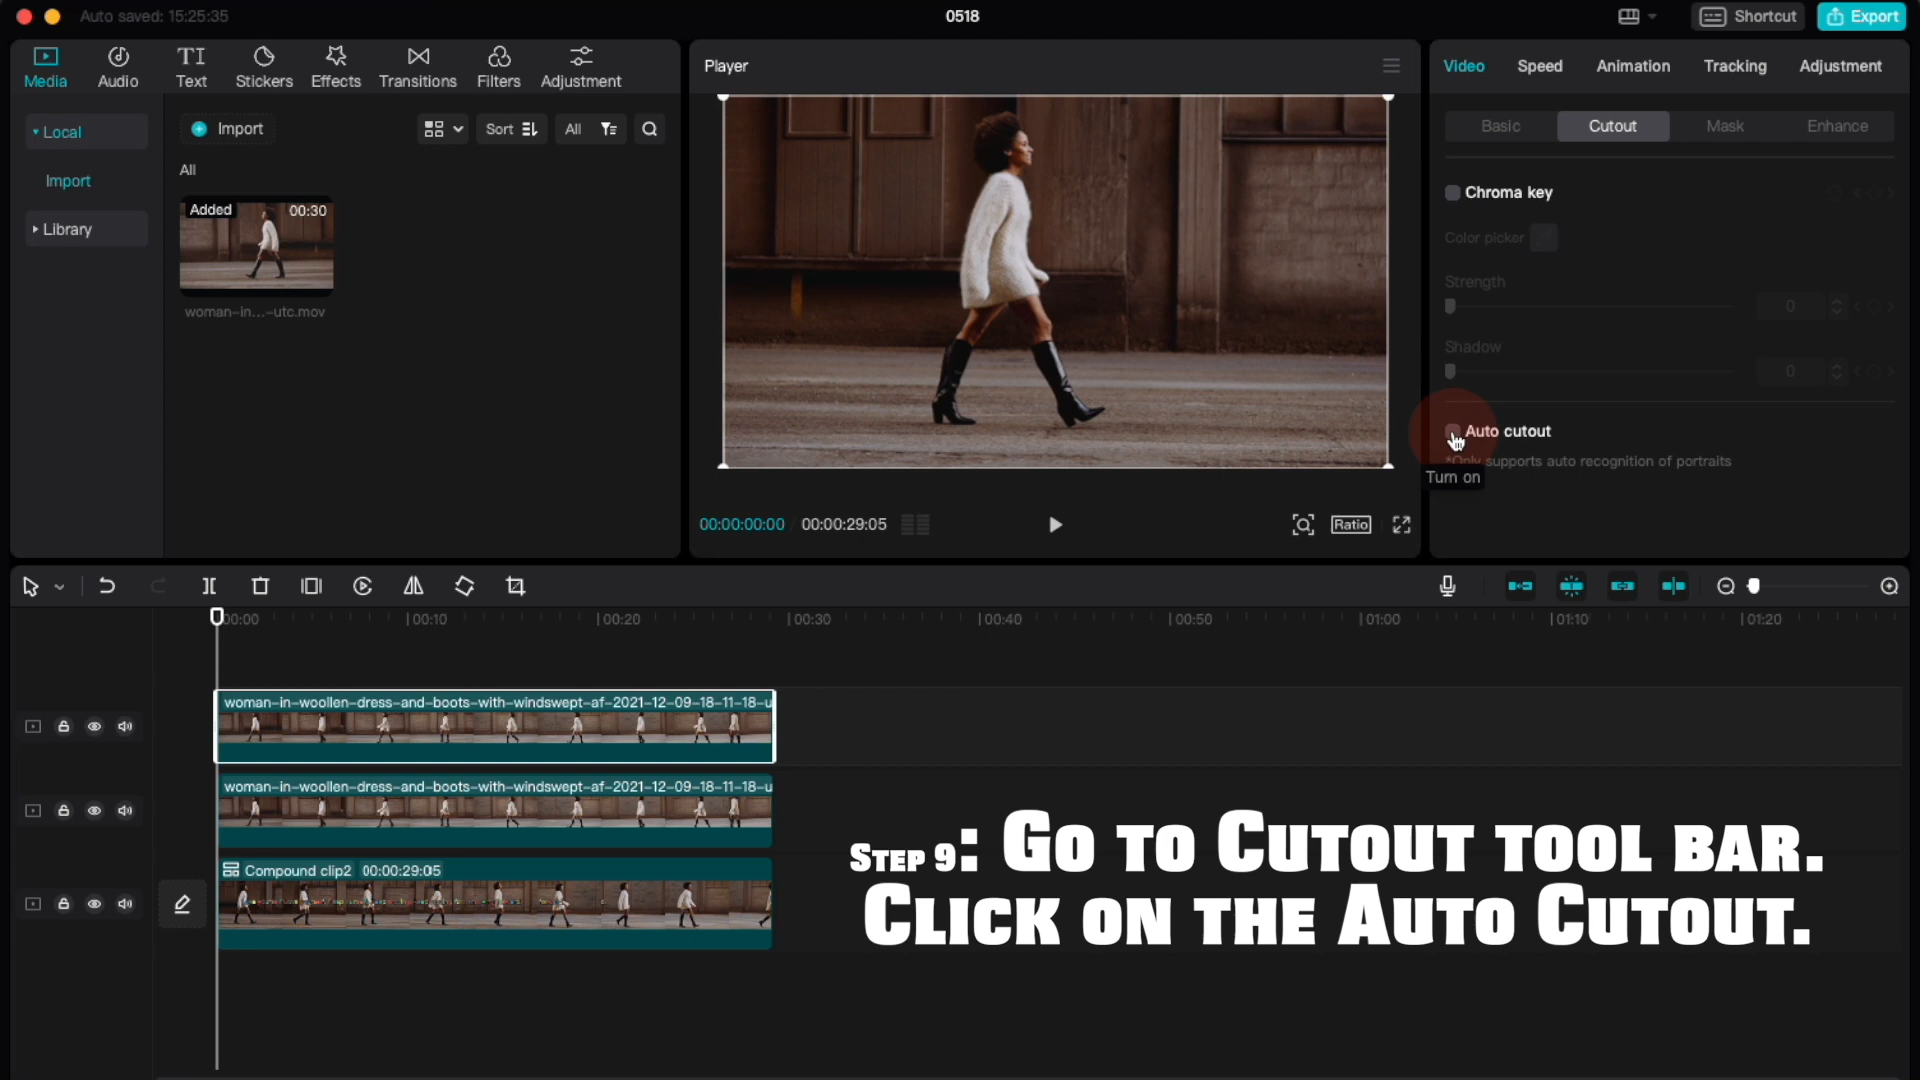 Auto saved: 15:25:35
0518
Shortcut
Export
Media
Audio
Text
Stickers
Effects
Transitions
Filters
Adjustment
Local
Import
Library
Import
Sort
All
All
Added
00:30
woman-in...-utc.mov
Player
00:00:00:00
00:00:29:05
Ratio
Video
Speed
Animation
Tracking
Adjustment
Basic
Cutout
Mask
Enhance
Chroma key
Color picker
Strength
0
Shadow
0
Auto cutout
*Only supports auto recognition of portraits
Turn on
00:00
00:10
00:20
00:30
00:40
00:50
01:00
01:10
01:20
woman-in-woollen-dress-and-boots-with-windswept-af-2021-12-09-18-11-18-u
woman-in-woollen-dress-and-boots-with-windswept-af-2021-12-09-18-11-18-u
Compound clip2 00:00:29:05
Step 9: Go to Cutout tool bar.
Click on the Auto Cutout.